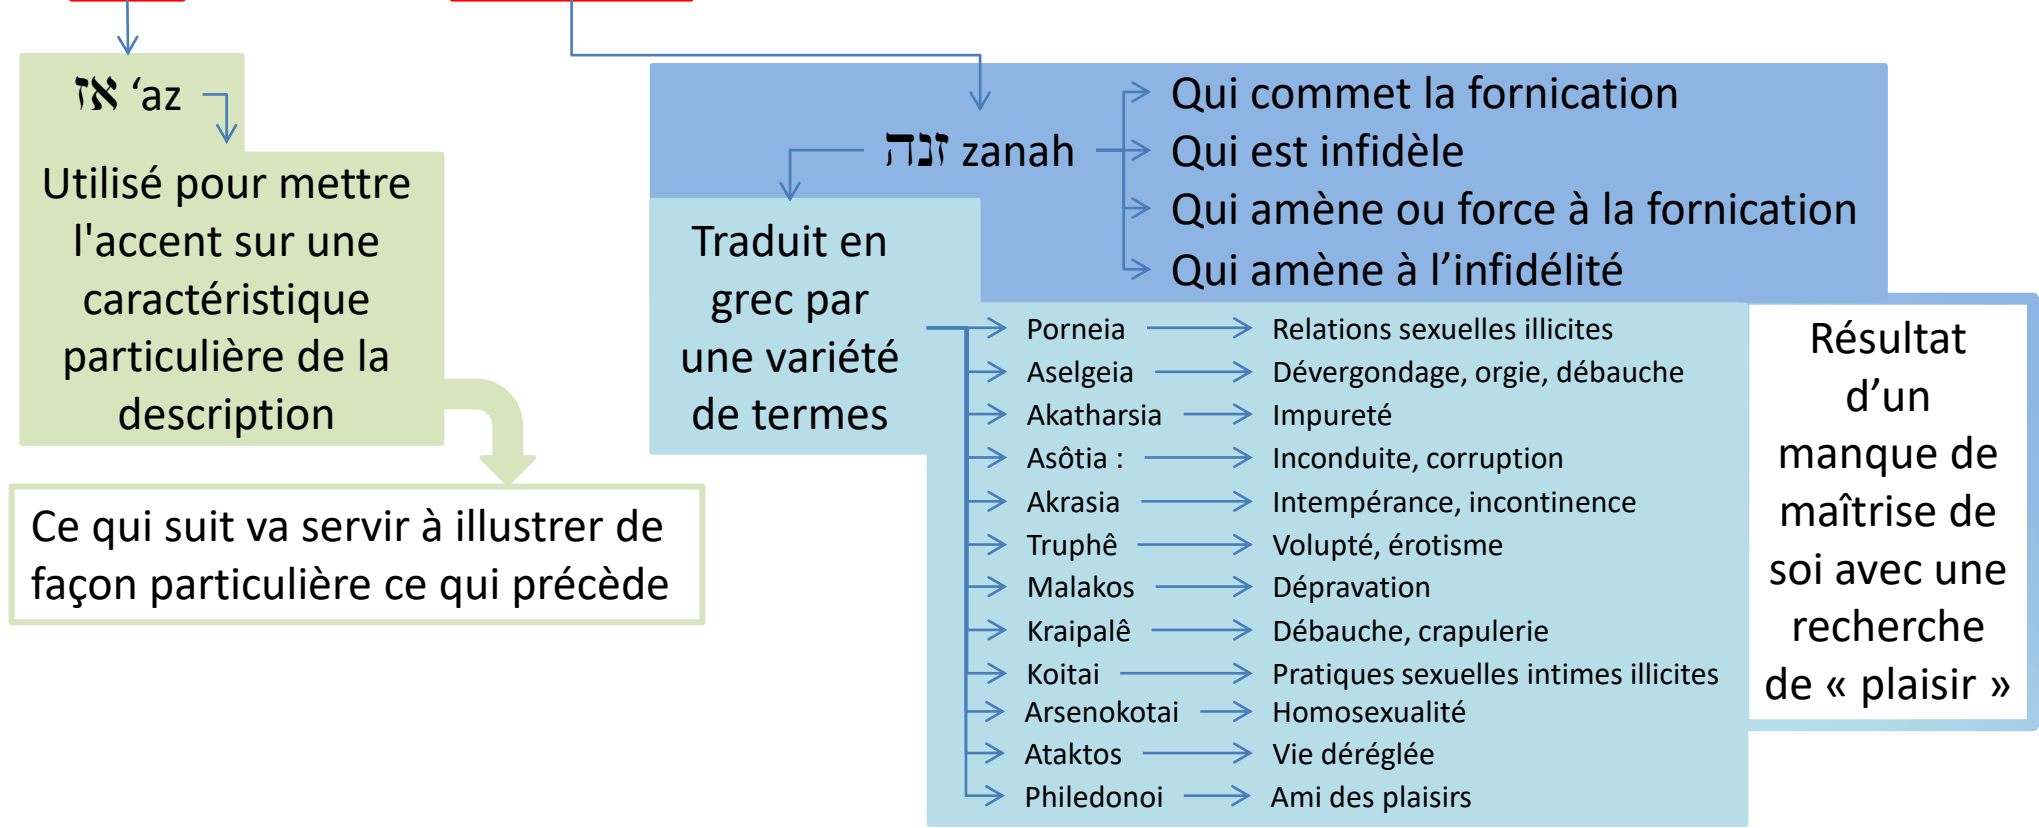 אז ‘az
Utilisé pour mettre
l'accent sur une
caractéristique
particulière de la
description
Ce qui suit va servir à illustrer de
façon particulière ce qui précède
זנה zanah
Qui commet la fornication
Qui est infidèle
Qui amène ou force à la fornication
Qui amène à l’infidélité
Traduit en
grec par
une variété
de termes
Porneia Relations sexuelles illicites
Aselgeia Dévergondage, orgie, débauche
Akatharsia Impureté
Asôtia : Inconduite, corruption
Akrasia Intempérance, incontinence
Truphê Volupté, érotisme
Malakos Dépravation
Kraipalê Débauche, crapulerie
Koitai Pratiques sexuelles intimes illicites
Arsenokotai Homosexualité
Ataktos Vie déréglée
Philedonoi Ami des plaisirs
Résultat
d’un
manque de
maîtrise de
soi avec une
recherche
de « plaisir »